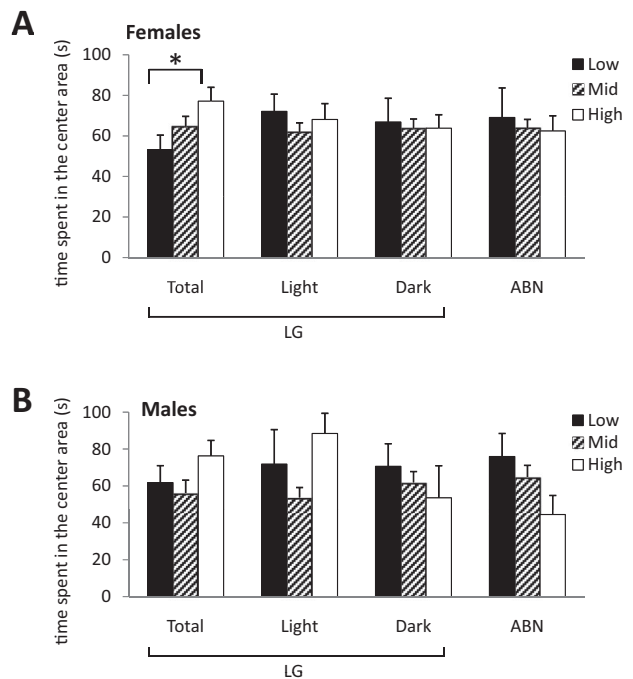 A
Females
time spent in the center area (s)
100
80
60
40
20
0
*
Low
Mid
High
Total Light Dark ABN
LG
B
Males
time spent in the center area (s)
100
80
60
40
20
0
Low
Mid
High
Total Light Dark ABN
LG